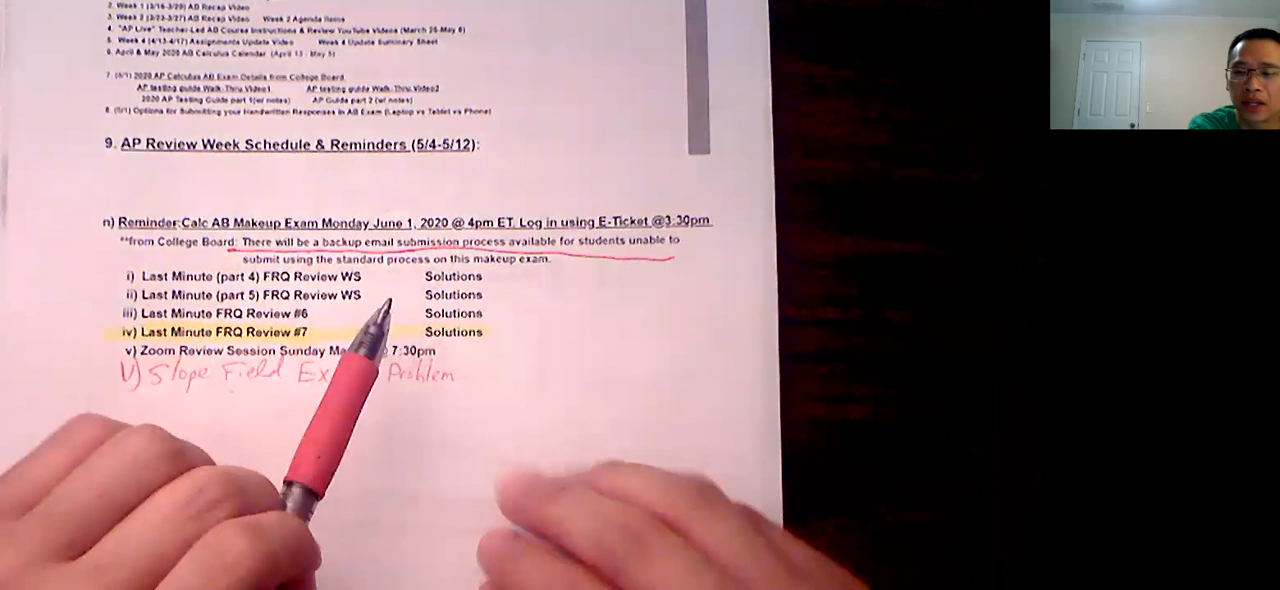 2. Week 1 (3/16-3/20) AB Recap Video
3. Week 2 (3/23-3/27) AB Recap Video Week 2 Agenda Items
4. "AP Live" Teacher-Led AB Course Instructions & Review YouTube Videos (March 26-May 6)
5. Week 4 (4/13-4/17) Assignments Update Video Week 4 Update Summary Sheet
6. April & May 2020 AB Calculus Calendar (April 13 - May 5)
7. (5/1) 2020 AP Calculus AB Exam Details from College Board
AP testing guide Walk-Thru Video1 AP testing guide Walk-Thru Video2
2020 AP Testing Guide part 1(w/ notes) AP Guide part 2 (w/ notes)
8. (5/1) Options for Submitting your Handwritten Responses in AB Exam (Laptop vs Tablet vs Phone)
9. AP Review Week Schedule & Reminders (5/4-5/12):
n) Reminder:Calc AB Makeup Exam Monday June 1, 2020 @ 4pm ET. Log in using E-Ticket @3:30pm
**from College Board: There will be a backup email submission process available for students unable to
submit using the standard process on this makeup exam.
i) Last Minute (part 4) FRQ Review WS Solutions
ii) Last Minute (part 5) FRQ Review WS Solutions
iii) Last Minute FRQ Review #6 Solutions
iv) Last Minute FRQ Review #7 Solutions
v) Zoom Review Session Sunday 7:30pm
V) Slope Field Problem